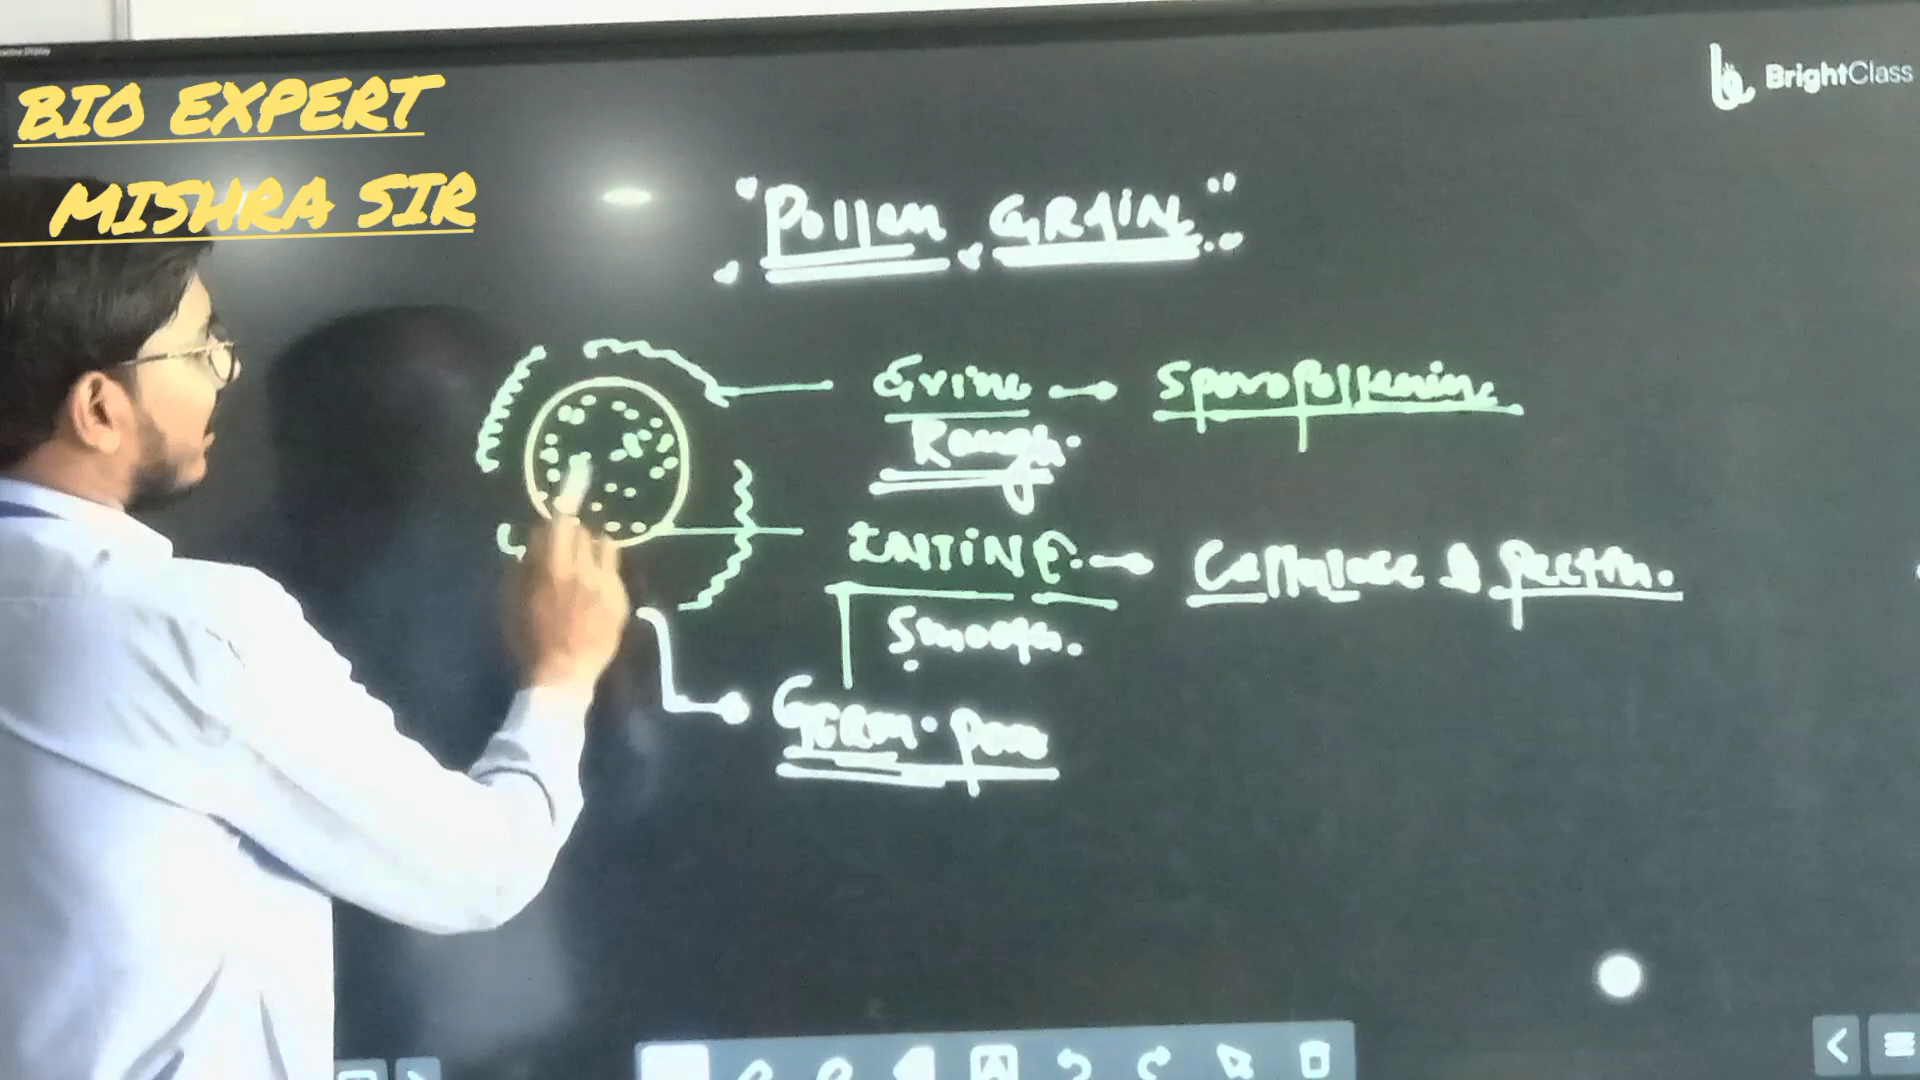 BIO EXPERT
MISHRA SIR
BrightClass
"Pollen GRAIN"
Exine → Sporopollenin
Rough.
INTINE. → Cellulose & pectin.
Smooth.
GERM. pore